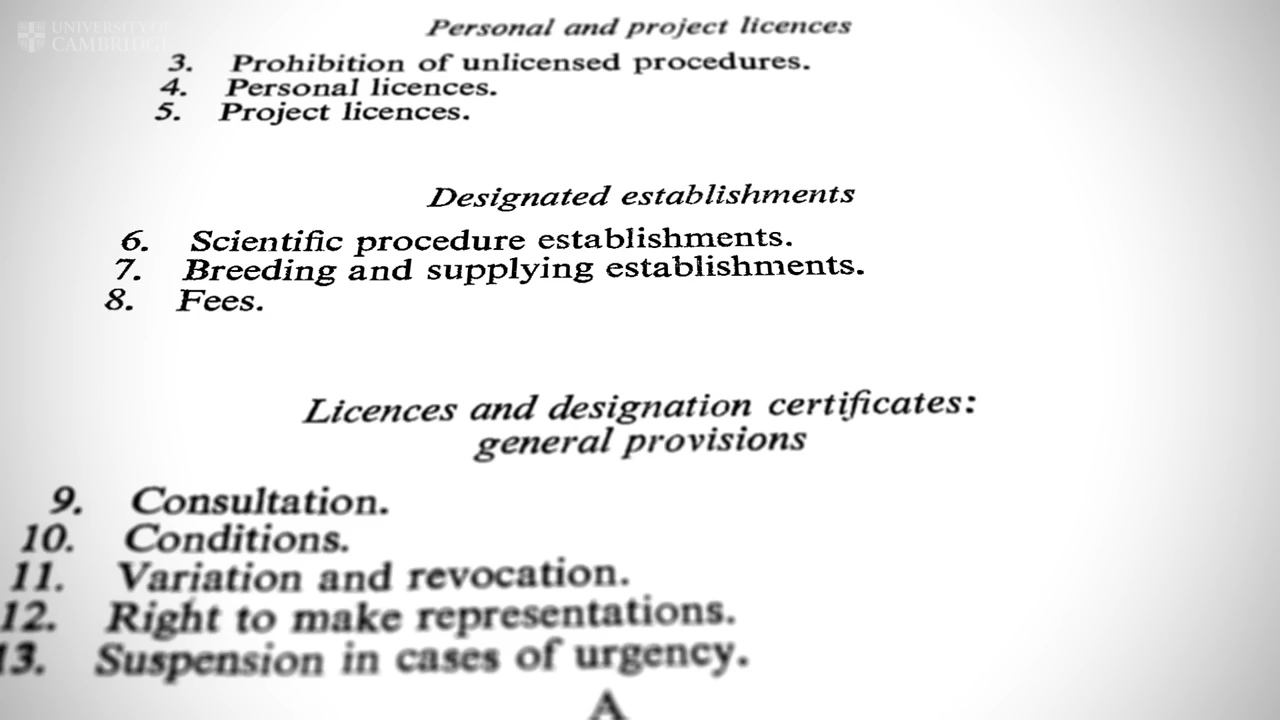 UNIVERSITY OF
CAMBRIDGE
Personal and project licences
3. Prohibition of unlicensed procedures.
4. Personal licences.
5. Project licences.
Designated establishments
6. Scientific procedure establishments.
7. Breeding and supplying establishments.
8. Fees.
Licences and designation certificates:
general provisions
9. Consultation.
10. Conditions.
11. Variation and revocation.
12. Right to make representations.
13. Suspension in cases of urgency.
A